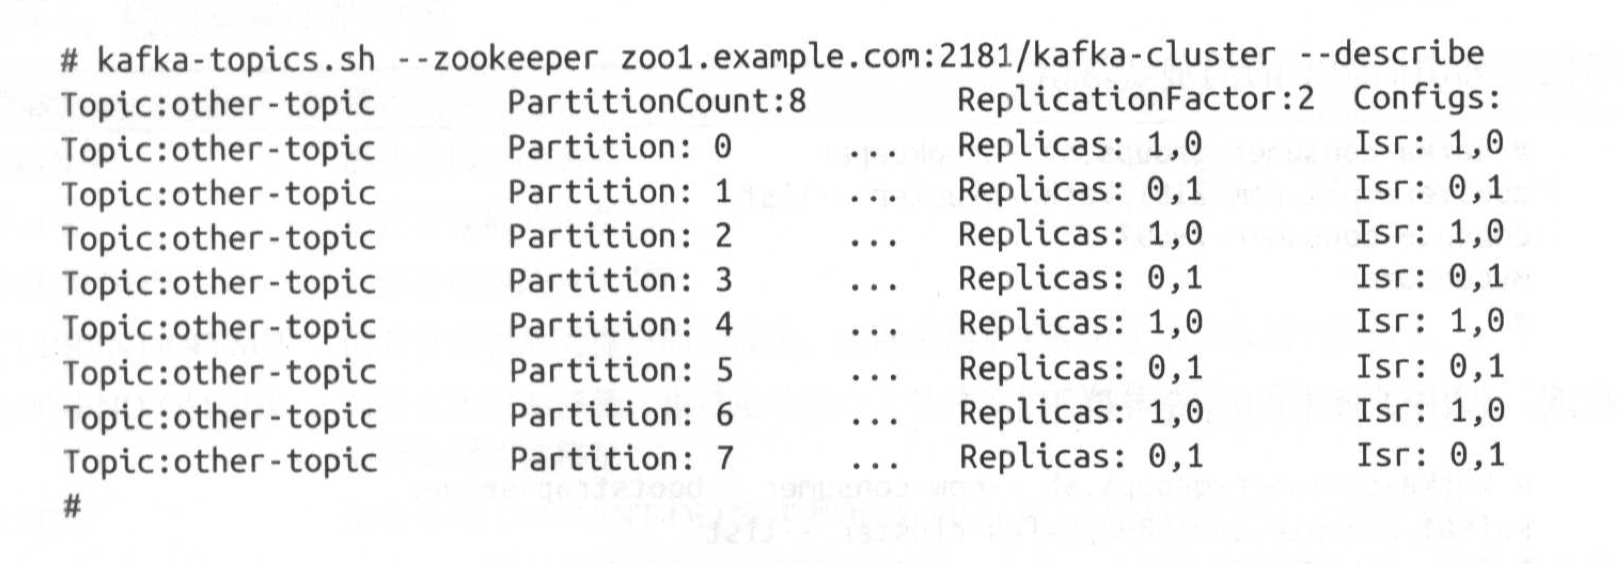 # kafka-topics.sh --zookeeper zoo1.example.com:2181/kafka-cluster --describe
Topic:other-topic PartitionCount:8 ReplicationFactor:2 Configs:
Topic:other-topic Partition: 0 ... Replicas: 1,0 Isr: 1,0
Topic:other-topic Partition: 1 ... Replicas: 0,1 Isr: 0,1
Topic:other-topic Partition: 2 ... Replicas: 1,0 Isr: 1,0
Topic:other-topic Partition: 3 ... Replicas: 0,1 Isr: 0,1
Topic:other-topic Partition: 4 ... Replicas: 1,0 Isr: 1,0
Topic:other-topic Partition: 5 ... Replicas: 0,1 Isr: 0,1
Topic:other-topic Partition: 6 ... Replicas: 1,0 Isr: 1,0
Topic:other-topic Partition: 7 ... Replicas: 0,1 Isr: 0,1
#